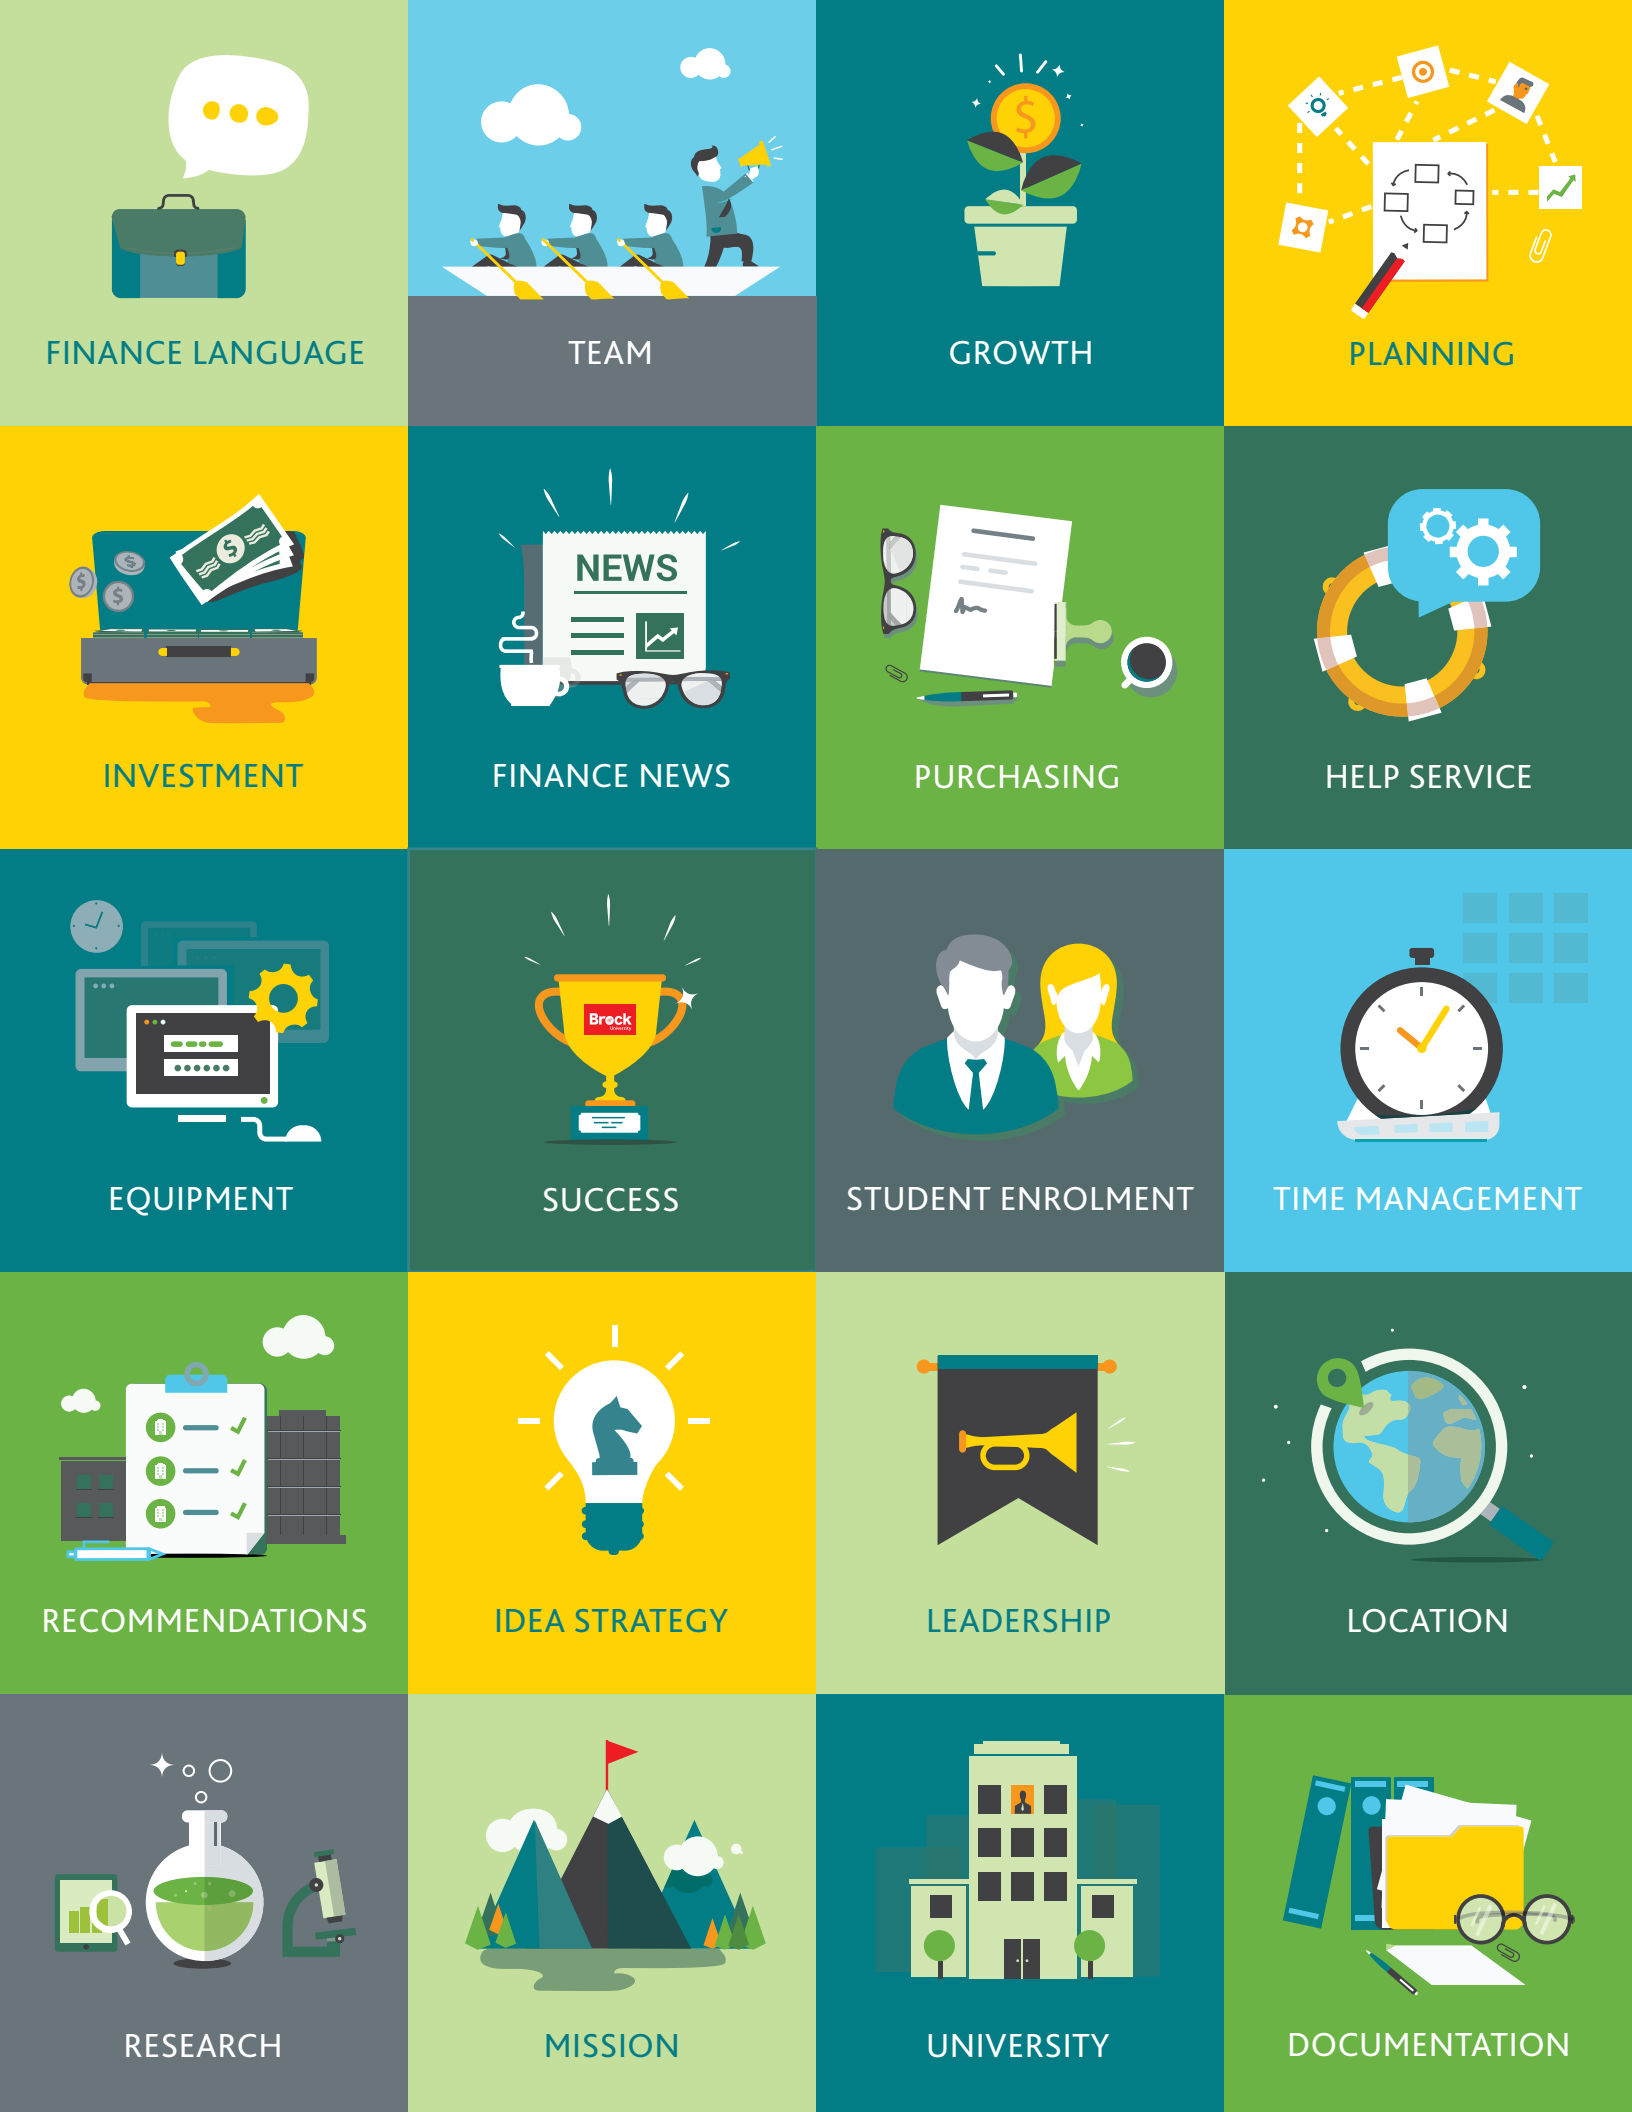 FINANCE LANGUAGE
TEAM
$
GROWTH
PLANNING
$
$
$
$
INVESTMENT
NEWS
FINANCE NEWS
PURCHASING
HELP SERVICE
EQUIPMENT
Brock
University
SUCCESS
STUDENT ENROLMENT
TIME MANAGEMENT
RECOMMENDATIONS
IDEA STRATEGY
LEADERSHIP
LOCATION
RESEARCH
MISSION
UNIVERSITY
DOCUMENTATION